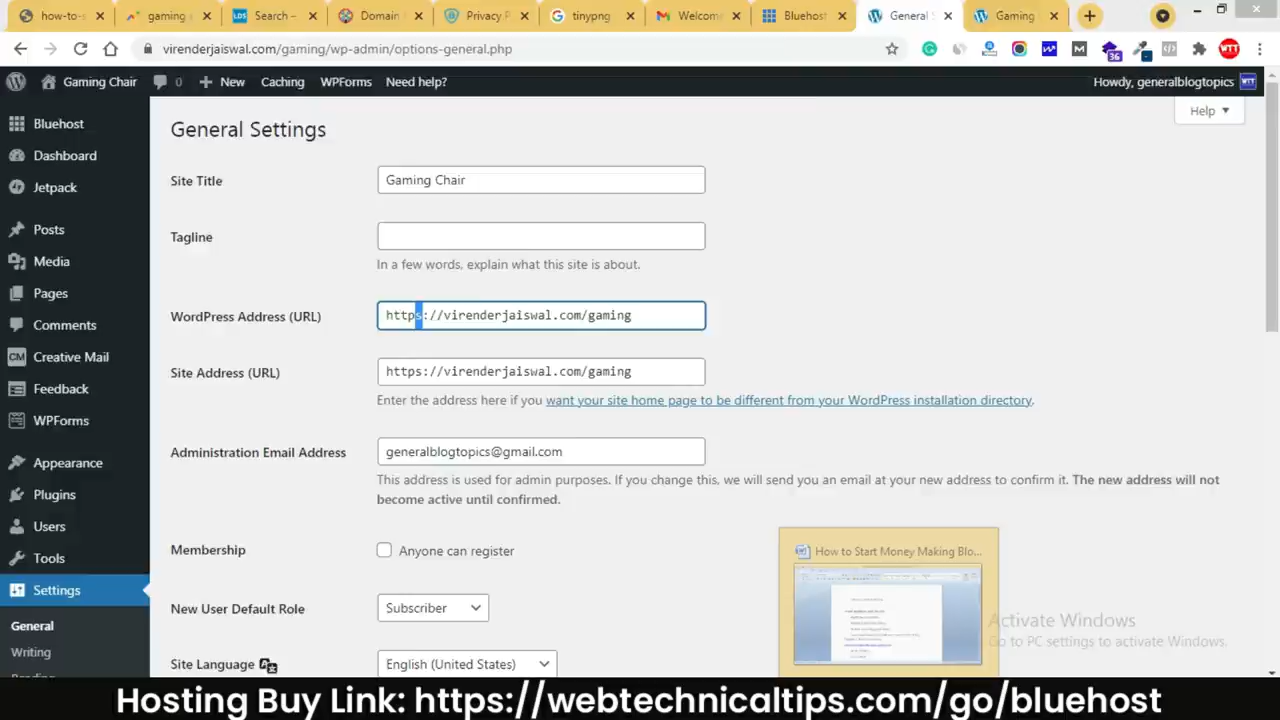 how-to-s
gaming
Search –
Domain
Privacy P
tinypng
Welcome
Bluehost
General S
Gaming
virenderjaiswal.com/gaming/wp-admin/options-general.php
36
Gaming Chair
0
New
Caching
WPForms
Need help?
Howdy, generalblogtopics
Bluehost
Dashboard
Jetpack
Posts
Media
Pages
Comments
Creative Mail
Feedback
WPForms
Appearance
Plugins
Users
Tools
Settings
General
Writing
Help
General Settings
Site Title
Gaming Chair
Tagline
In a few words, explain what this site is about.
WordPress Address (URL)
https://virenderjaiswal.com/gaming
Site Address (URL)
https://virenderjaiswal.com/gaming
Enter the address here if you want your site home page to be different from your WordPress installation directory.
Administration Email Address
generalblogtopics@gmail.com
This address is used for admin purposes. If you change this, we will send you an email at your new address to confirm it. The new address will not
become active until confirmed.
Membership
Anyone can register
New User Default Role
Subscriber
Site Language
English (United States)
How to Start Money Making Blo...
Activate Windows
Go to PC settings to activate Windows.
Hosting Buy Link: https://webtechnicaltips.com/go/bluehost